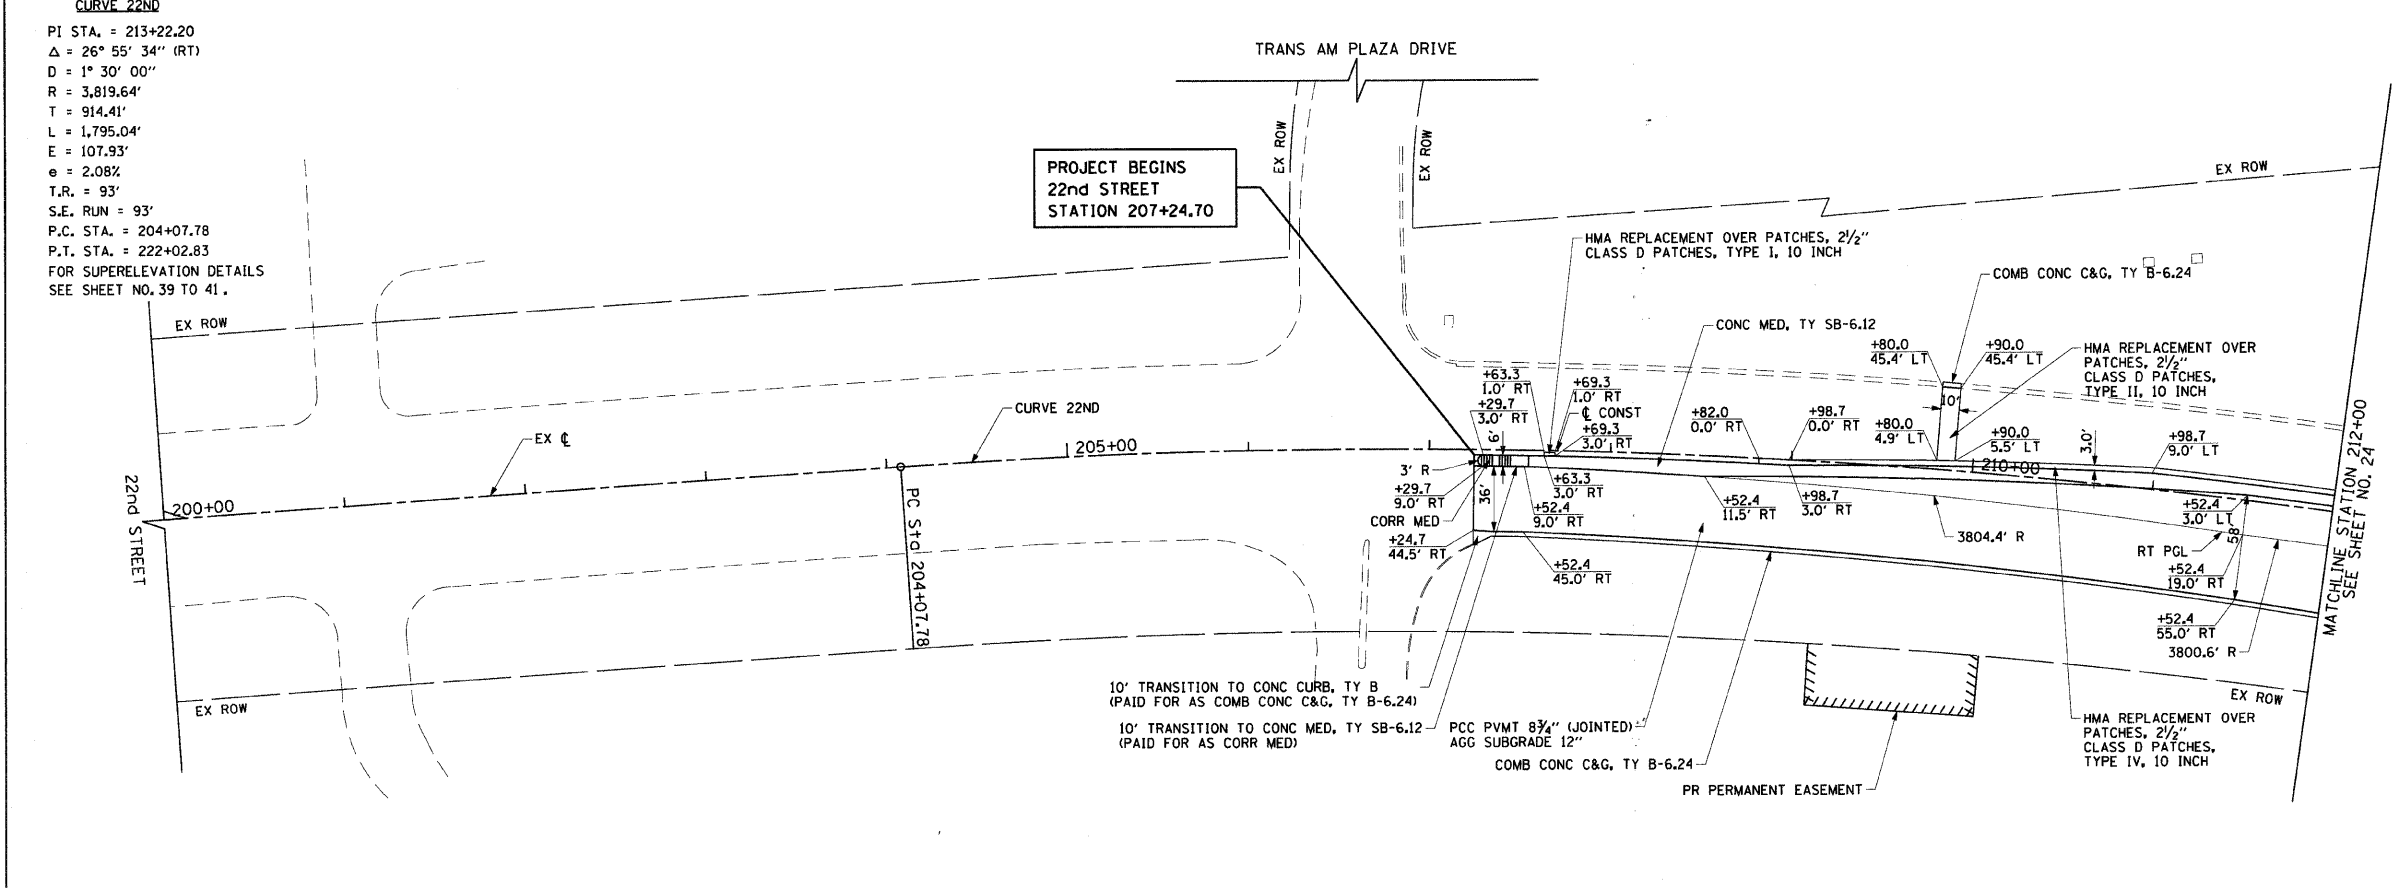 CURVE 22ND
PI STA. = 213+22.20
Δ = 26° 55' 34" (RT)
D = 1° 30' 00"
R = 3,819.64'
T = 914.41'
L = 1,795.04'
E = 107.93'
e = 2.08%
T.R. = 93'
S.E. RUN = 93'
P.C. STA. = 204+07.78
P.T. STA. = 222+02.83
FOR SUPERELEVATION DETAILS
SEE SHEET NO. 39 TO 41.
TRANS AM PLAZA DRIVE
EX ROW
EX ROW
EX ROW
PROJECT BEGINS
22nd STREET
STATION 207+24.70
HMA REPLACEMENT OVER PATCHES, 2½"
CLASS D PATCHES, TYPE I, 10 INCH
COMB CONC C&G, TY B-6.24
CONC MED, TY SB-6.12
EX ROW
+80.0
45.4' LT
+90.0
45.4' LT
HMA REPLACEMENT OVER
PATCHES, 2½"
CLASS D PATCHES,
TYPE II, 10 INCH
10'
+63.3
1.0' RT
+69.3
1.0' RT
+29.7
3.0' RT
6'
℄ CONST
+69.3
3.0' RT
+82.0
0.0' RT
+98.7
0.0' RT
+80.0
4.9' LT
+90.0
5.5' LT
3.0'
+98.7
9.0' LT
CURVE 22ND
EX ℄
205+00
200+00
210+00
22nd STREET
PC Sta 204+07.78
3' R
+29.7
9.0' RT
CORR MED
36'
+63.3
3.0' RT
+52.4
9.0' RT
+52.4
11.5' RT
+98.7
3.0' RT
+24.7
44.5' RT
+52.4
45.0' RT
3804.4' R
+52.4
3.0' LT
58'
RT PGL
+52.4
19.0' RT
+52.4
55.0' RT
3800.6' R
MATCHLINE STATION 212+00
SEE SHEET NO. 24
EX ROW
EX ROW
10' TRANSITION TO CONC CURB, TY B
(PAID FOR AS COMB CONC C&G, TY B-6.24)
10' TRANSITION TO CONC MED, TY SB-6.12
(PAID FOR AS CORR MED)
PCC PVMT 8¾" (JOINTED)
AGG SUBGRADE 12"
COMB CONC C&G, TY B-6.24
PR PERMANENT EASEMENT
HMA REPLACEMENT OVER
PATCHES, 2½"
CLASS D PATCHES,
TYPE IV, 10 INCH